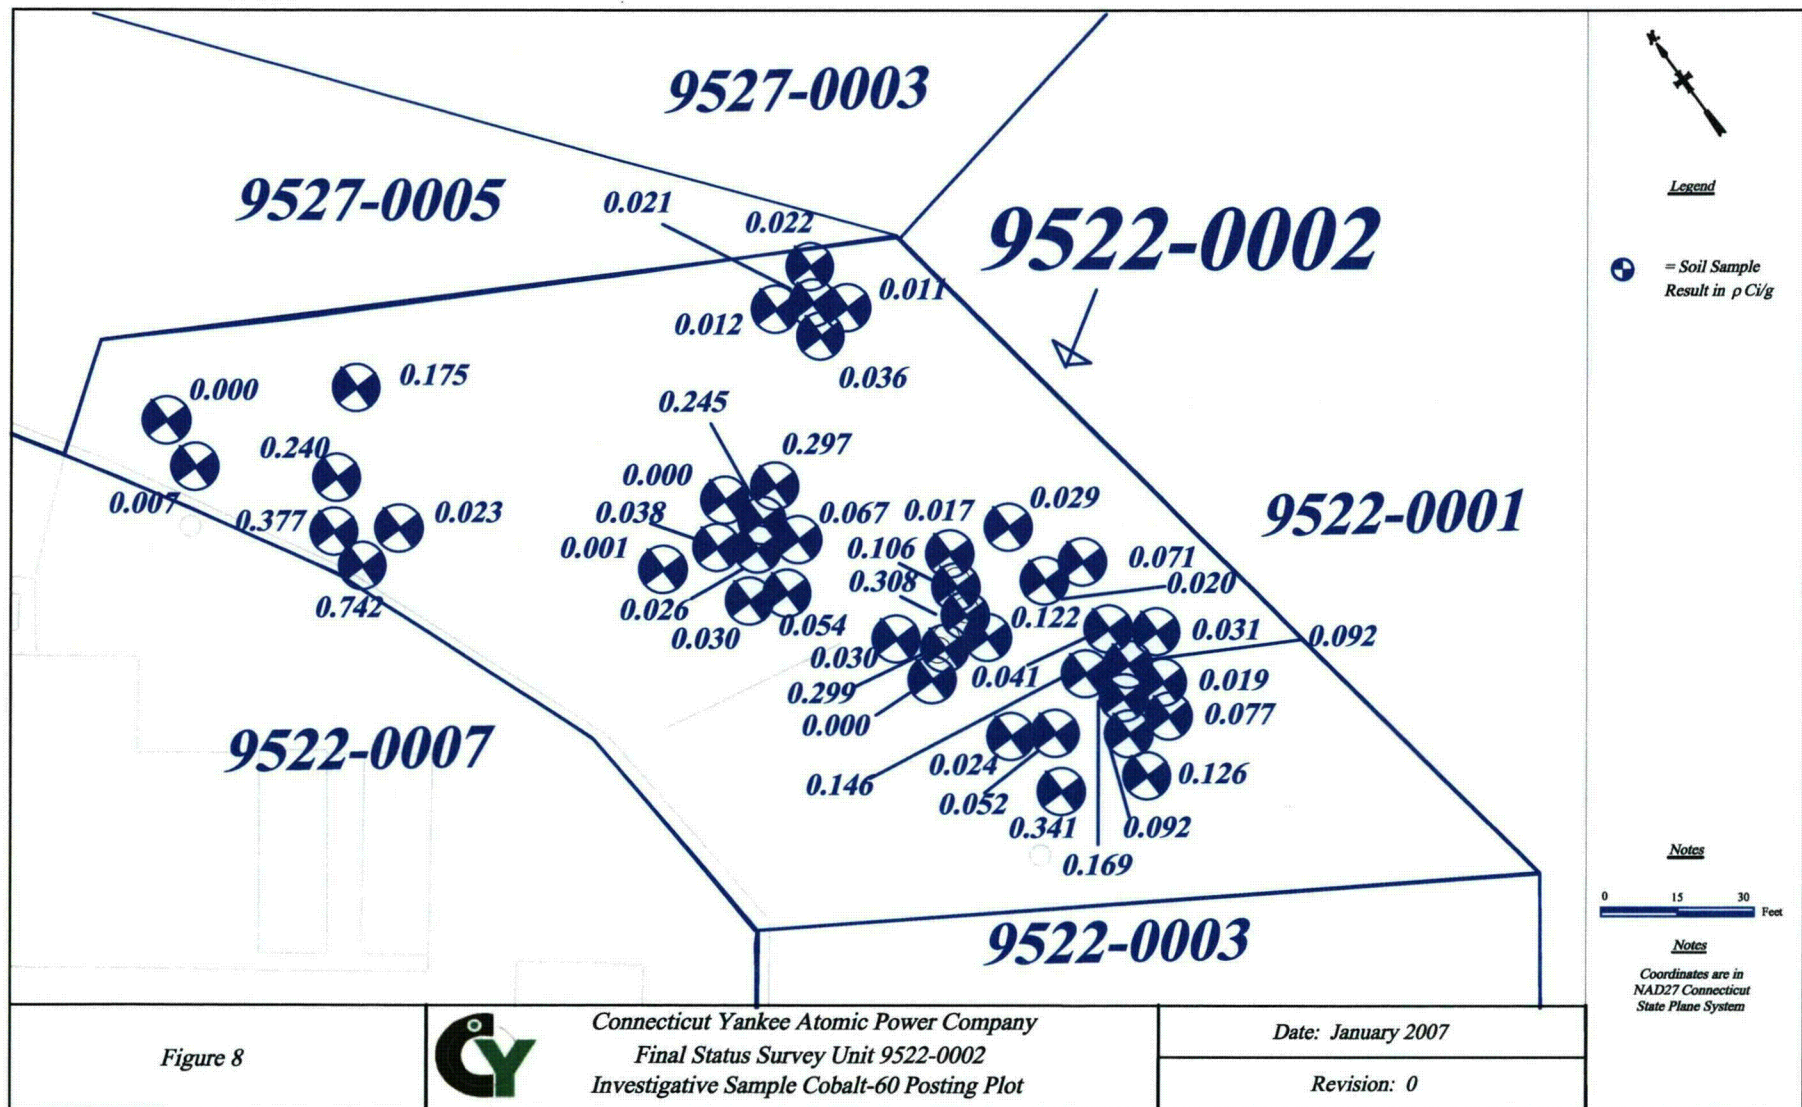 9527-0003
9527-0005
0.021
0.022
9522-0002
0.011
0.012
0.036
0.175
0.000
0.245
0.240
0.297
0.000
0.007
0.377
0.023
0.038
0.067
0.017
0.029
9522-0001
0.001
0.106
0.071
0.308
0.020
0.742
0.026
0.030
0.054
0.122
0.031
0.092
0.030
0.041
0.299
0.019
0.000
0.077
9522-0007
0.146
0.024
0.126
0.052
0.341
0.092
0.169
9522-0003
N
Legend
= Soil Sample
Result in ρ Ci/g
Notes
0 15 30
Feet
Notes
Coordinates are in
NAD27 Connecticut
State Plane System
Figure 8
CY
Connecticut Yankee Atomic Power Company
Final Status Survey Unit 9522-0002
Investigative Sample Cobalt-60 Posting Plot
Date: January 2007
Revision: 0